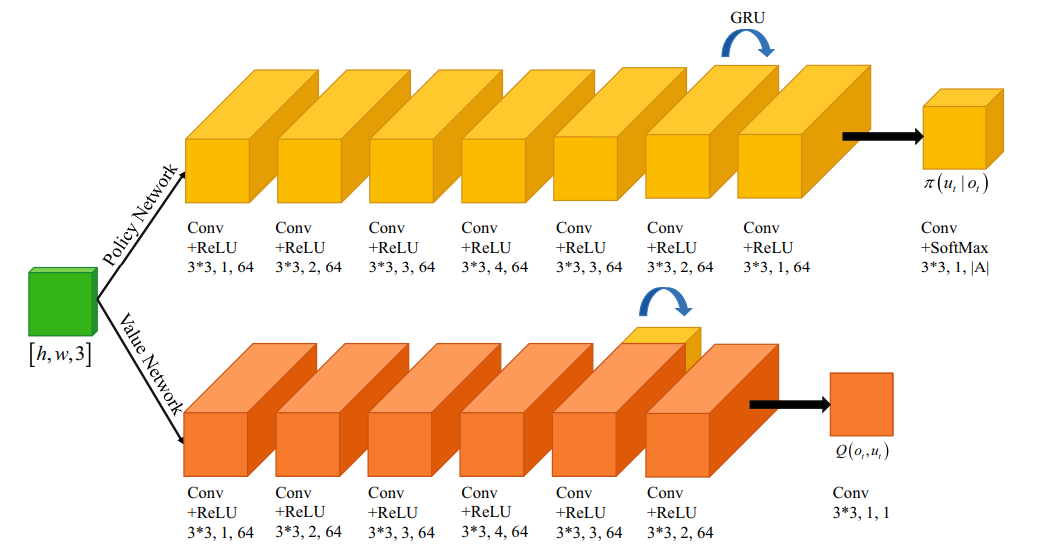 GRU
Policy Network
π(u_t | o_t)
Conv
+ReLU
3*3, 1, 64
Conv
+ReLU
3*3, 2, 64
Conv
+ReLU
3*3, 3, 64
Conv
+ReLU
3*3, 4, 64
Conv
+ReLU
3*3, 3, 64
Conv
+ReLU
3*3, 2, 64
Conv
+ReLU
3*3, 1, 64
Conv
+SoftMax
3*3, 1, |A|
[h,w,3]
Value Network
Q(o_t,u_t)
Conv
+ReLU
3*3, 1, 64
Conv
+ReLU
3*3, 2, 64
Conv
+ReLU
3*3, 3, 64
Conv
+ReLU
3*3, 4, 64
Conv
+ReLU
3*3, 3, 64
Conv
+ReLU
3*3, 2, 64
Conv
3*3, 1, 1